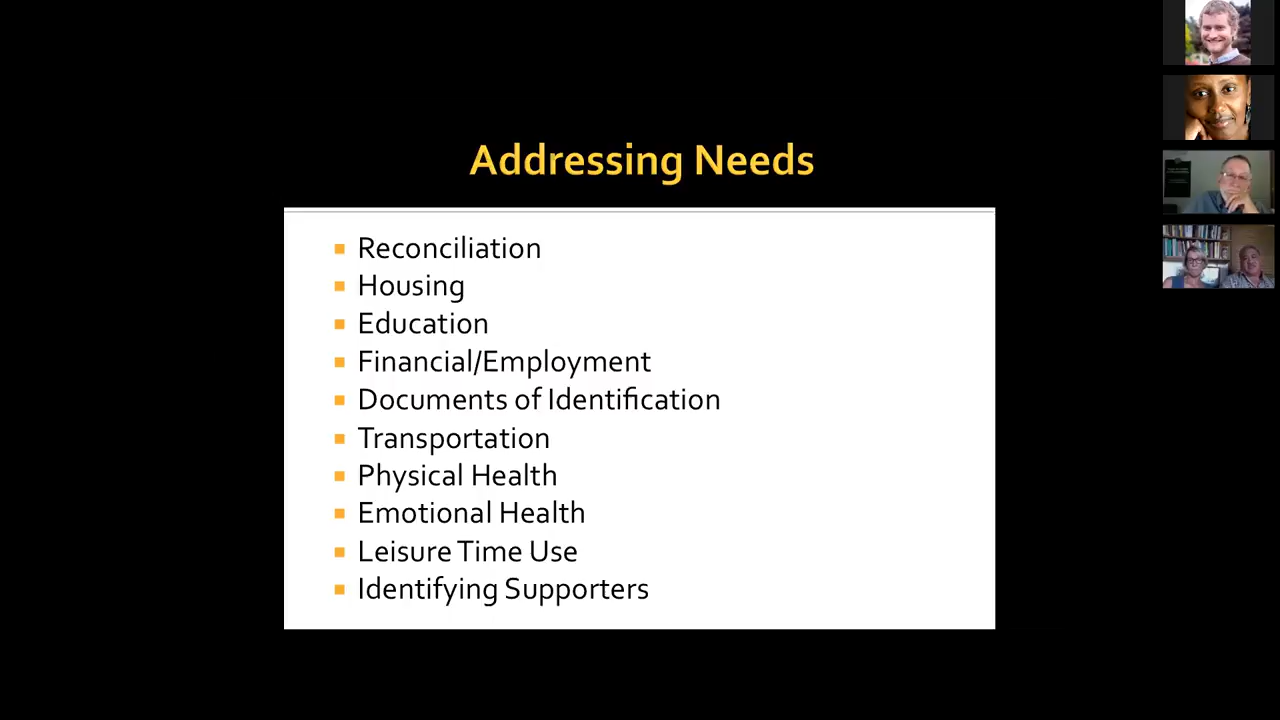 Addressing Needs
Reconciliation
Housing
Education
Financial/Employment
Documents of Identification
Transportation
Physical Health
Emotional Health
Leisure Time Use
Identifying Supporters